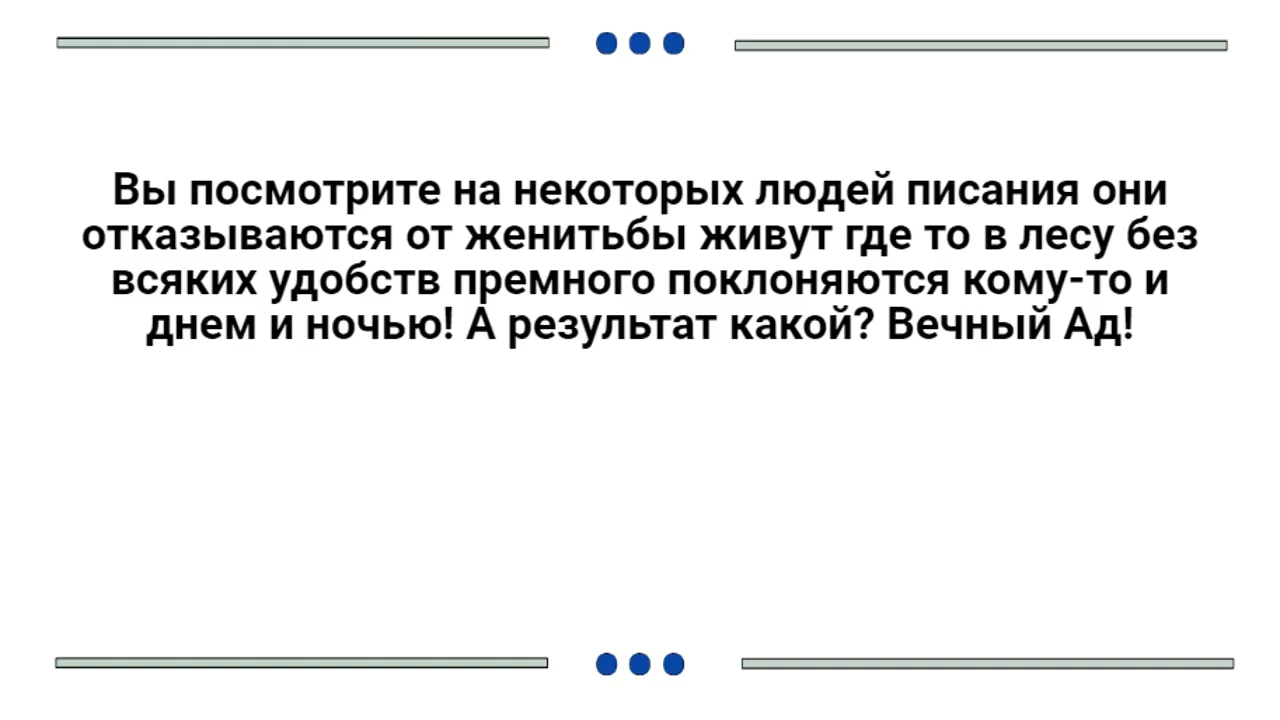 Вы посмотрите на некоторых людей писания они
отказываются от женитьбы живут где то в лесу без
всяких удобств премного поклоняются кому-то и
днем и ночью! А результат какой? Вечный Ад!